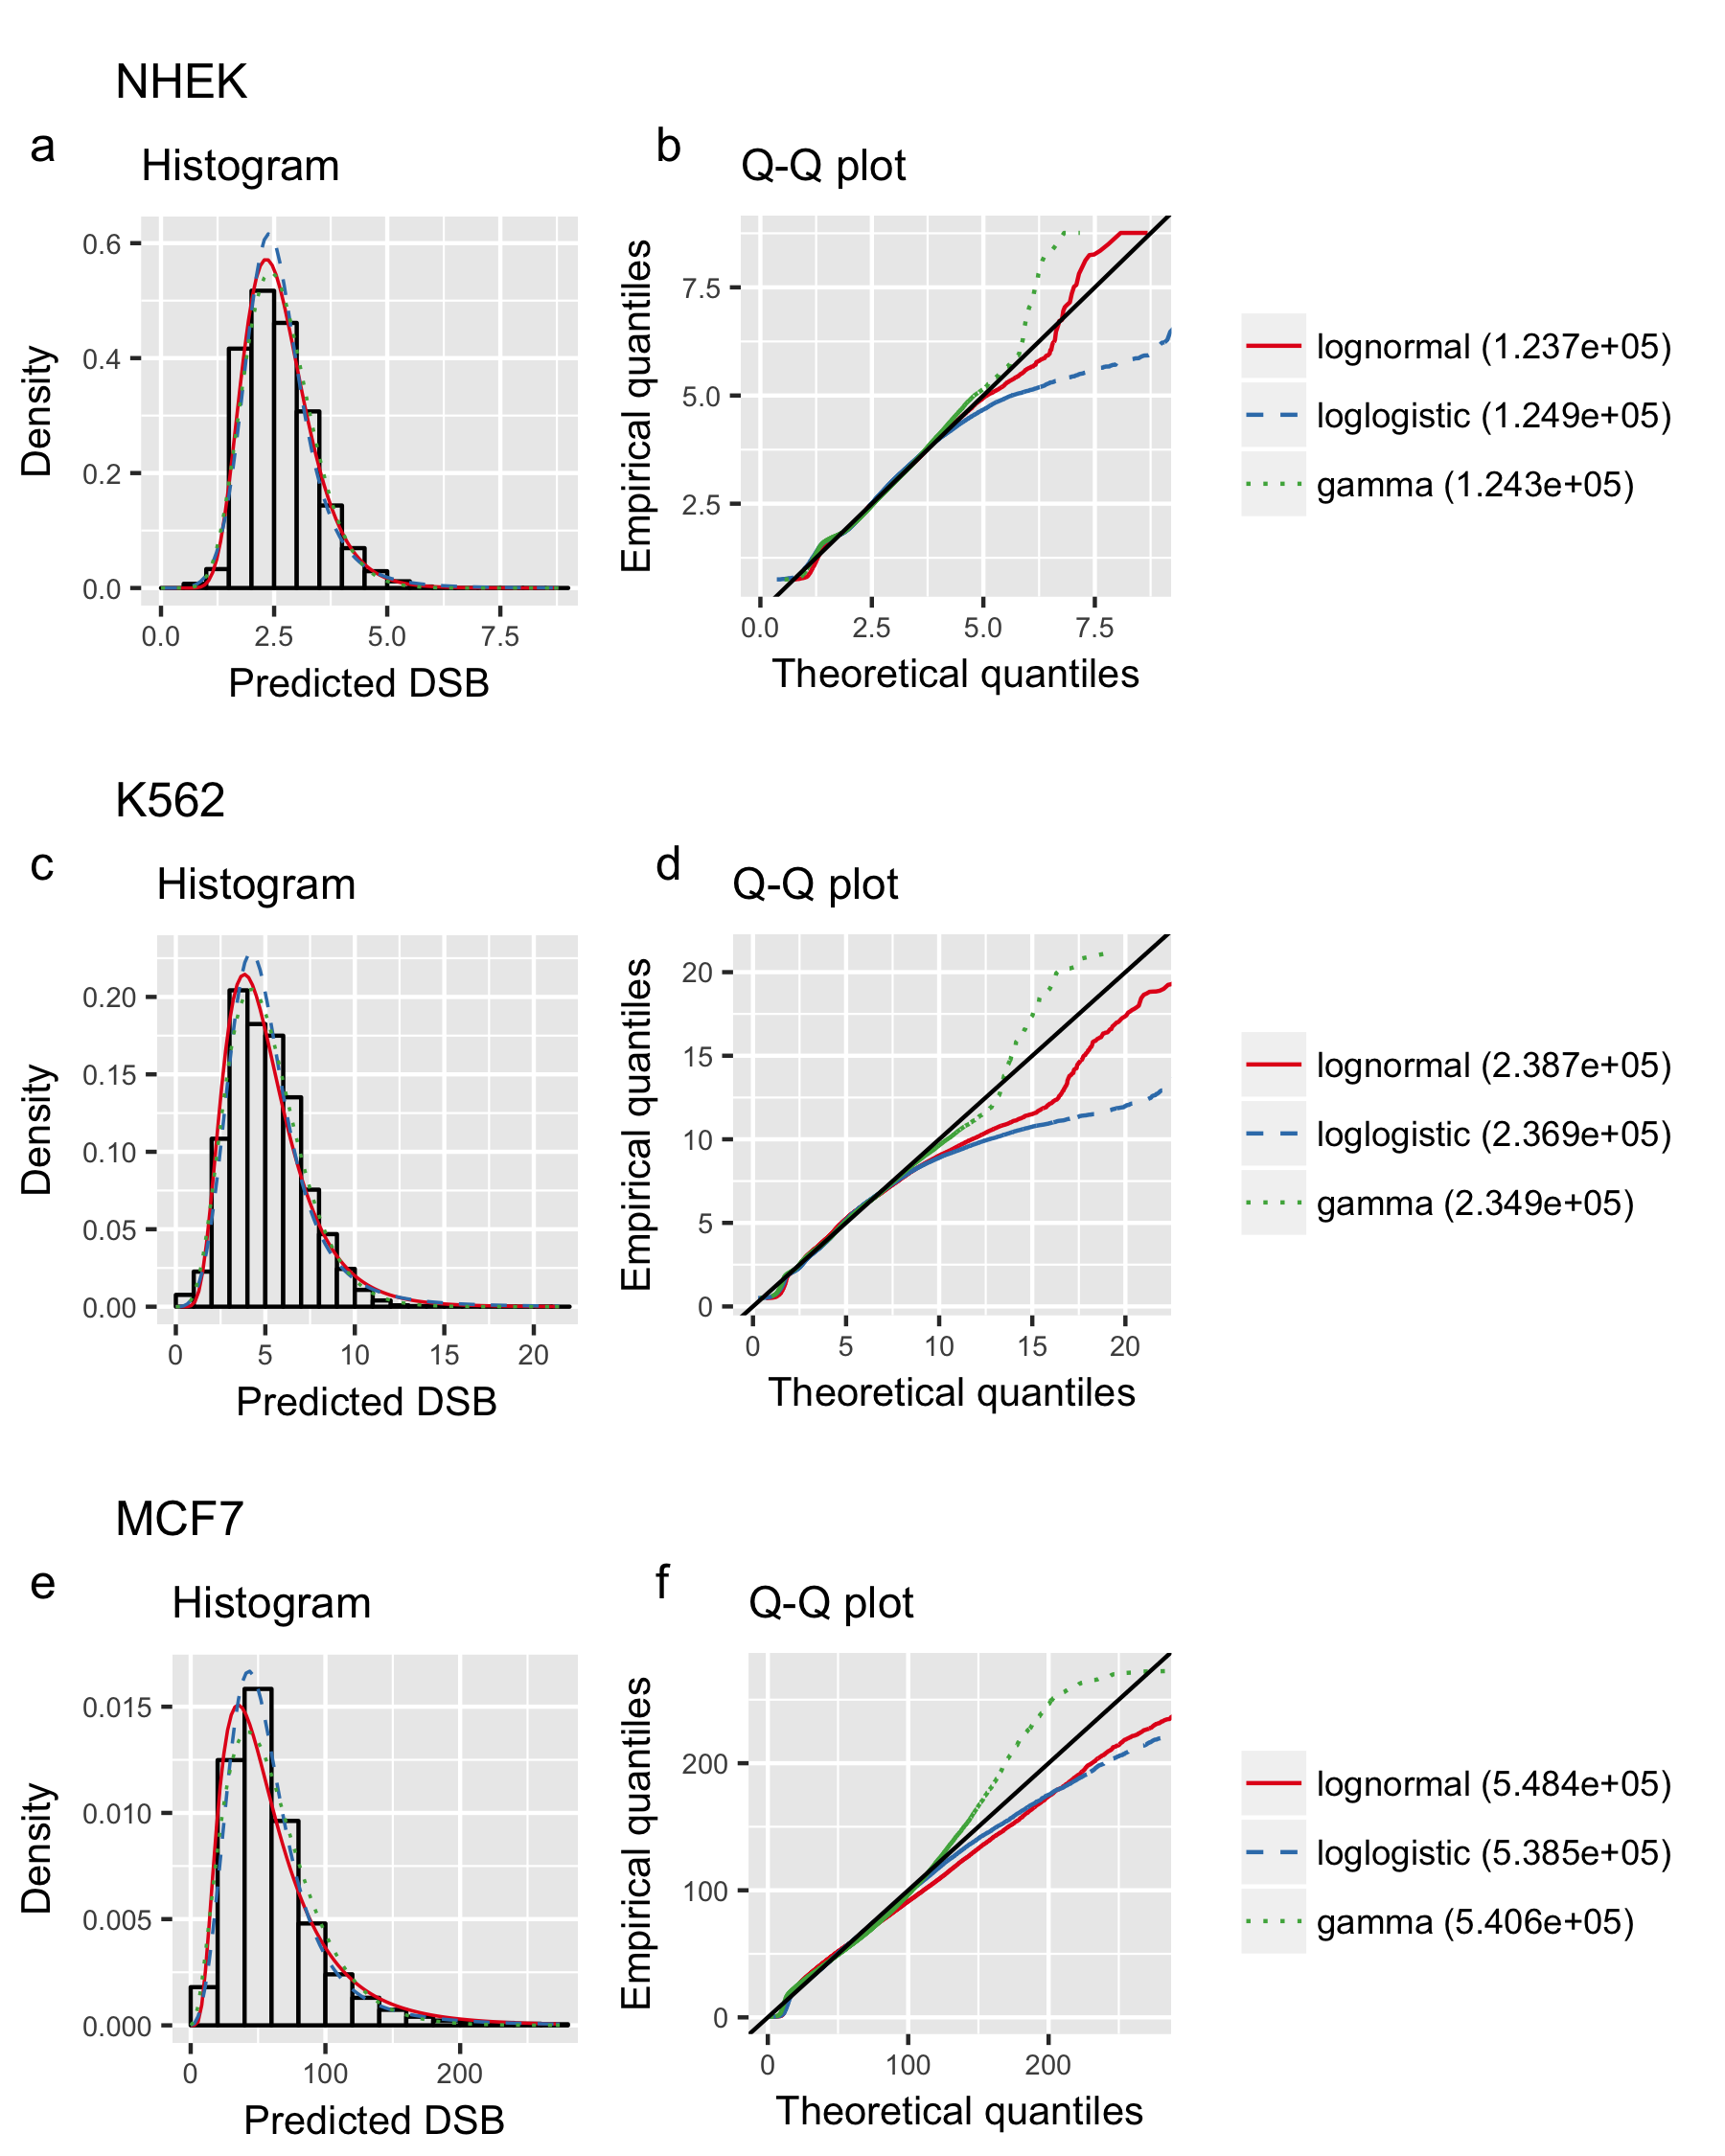 NHEK
a
Histogram
Density
0.6
0.4
0.2
0.0
0.0 2.5 5.0 7.5
Predicted DSB
b
Q-Q plot
Empirical quantiles
7.5
5.0
2.5
0.0 2.5 5.0 7.5
Theoretical quantiles
lognormal (1.237e+05)
loglogistic (1.249e+05)
gamma (1.243e+05)
K562
c
Histogram
Density
0.20
0.15
0.10
0.05
0.00
0 5 10 15 20
Predicted DSB
d
Q-Q plot
Empirical quantiles
20
15
10
5
0
0 5 10 15 20
Theoretical quantiles
lognormal (2.387e+05)
loglogistic (2.369e+05)
gamma (2.349e+05)
MCF7
e
Histogram
Density
0.015
0.010
0.005
0.000
0 100 200
Predicted DSB
f
Q-Q plot
Empirical quantiles
200
100
0
0 100 200
Theoretical quantiles
lognormal (5.484e+05)
loglogistic (5.385e+05)
gamma (5.406e+05)